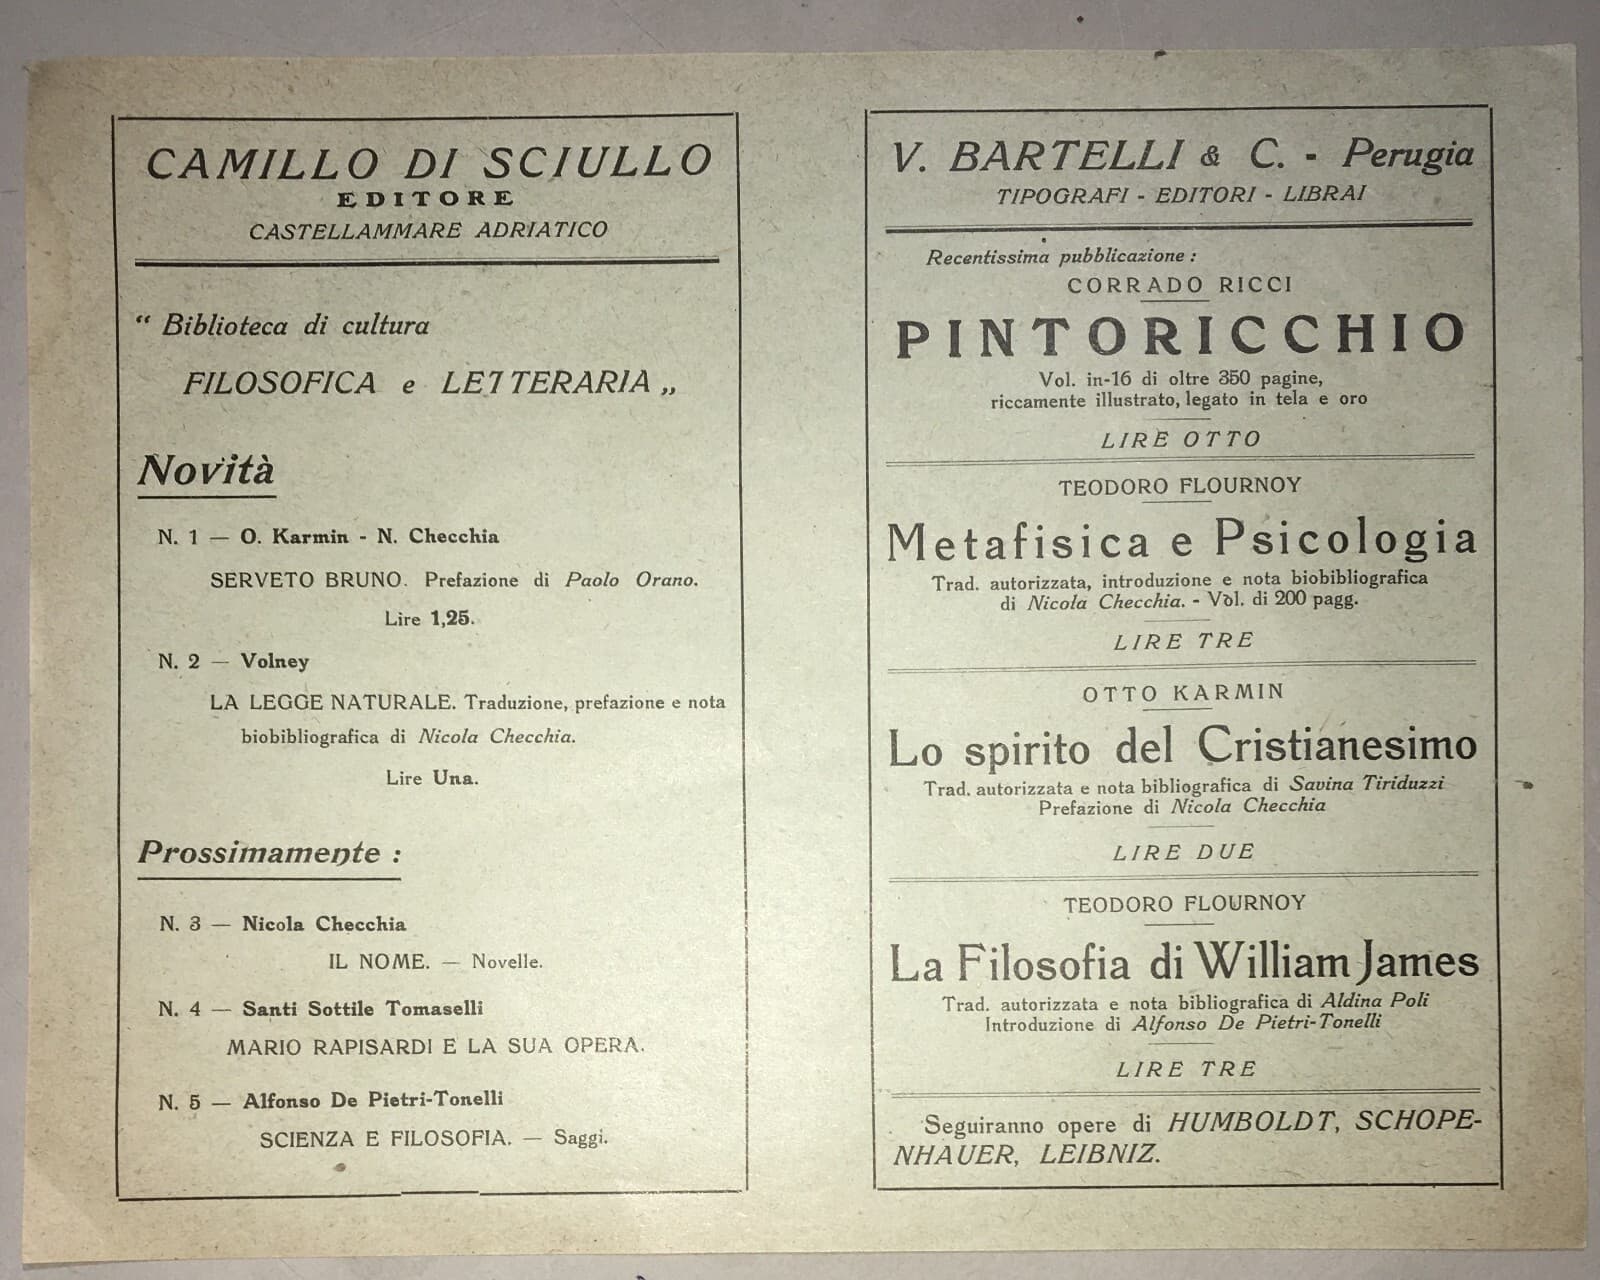 CAMILLO DI SCIULLO
EDITORE
CASTELLAMMARE ADRIATICO
“ Biblioteca di cultura
FILOSOFICA e LETTERARIA „
Novità
N. 1 — O. Karmin - N. Checchia
SERVETO BRUNO. Prefazione di Paolo Orano.
Lire 1,25.
N. 2 — Volney
LA LEGGE NATURALE. Traduzione, prefazione e nota
biobibliografica di Nicola Checchia.
Lire Una.
Prossimamente :
N. 3 — Nicola Checchia
IL NOME. — Novelle.
N. 4 — Santi Sottile Tomaselli
MARIO RAPISARDI E LA SUA OPERA.
N. 5 — Alfonso De Pietri-Tonelli
SCIENZA E FILOSOFIA. — Saggi.
V. BARTELLI & C. - Perugia
TIPOGRAFI - EDITORI - LIBRAI
Recentissima pubblicazione :
CORRADO RICCI
PINTORICCHIO
Vol. in-16 di oltre 350 pagine,
riccamente illustrato, legato in tela e oro
LIRE OTTO
TEODORO FLOURNOY
Metafisica e Psicologia
Trad. autorizzata, introduzione e nota biobibliografica
di Nicola Checchia. - Vol. di 200 pagg.
LIRE TRE
OTTO KARMIN
Lo spirito del Cristianesimo
Trad. autorizzata e nota bibliografica di Savina Tiriduzzi
Prefazione di Nicola Checchia
LIRE DUE
TEODORO FLOURNOY
La Filosofia di William James
Trad. autorizzata e nota bibliografica di Aldina Poli
Introduzione di Alfonso De Pietri-Tonelli
LIRE TRE
Seguiranno opere di HUMBOLDT, SCHOPE-
NHAUER, LEIBNIZ.